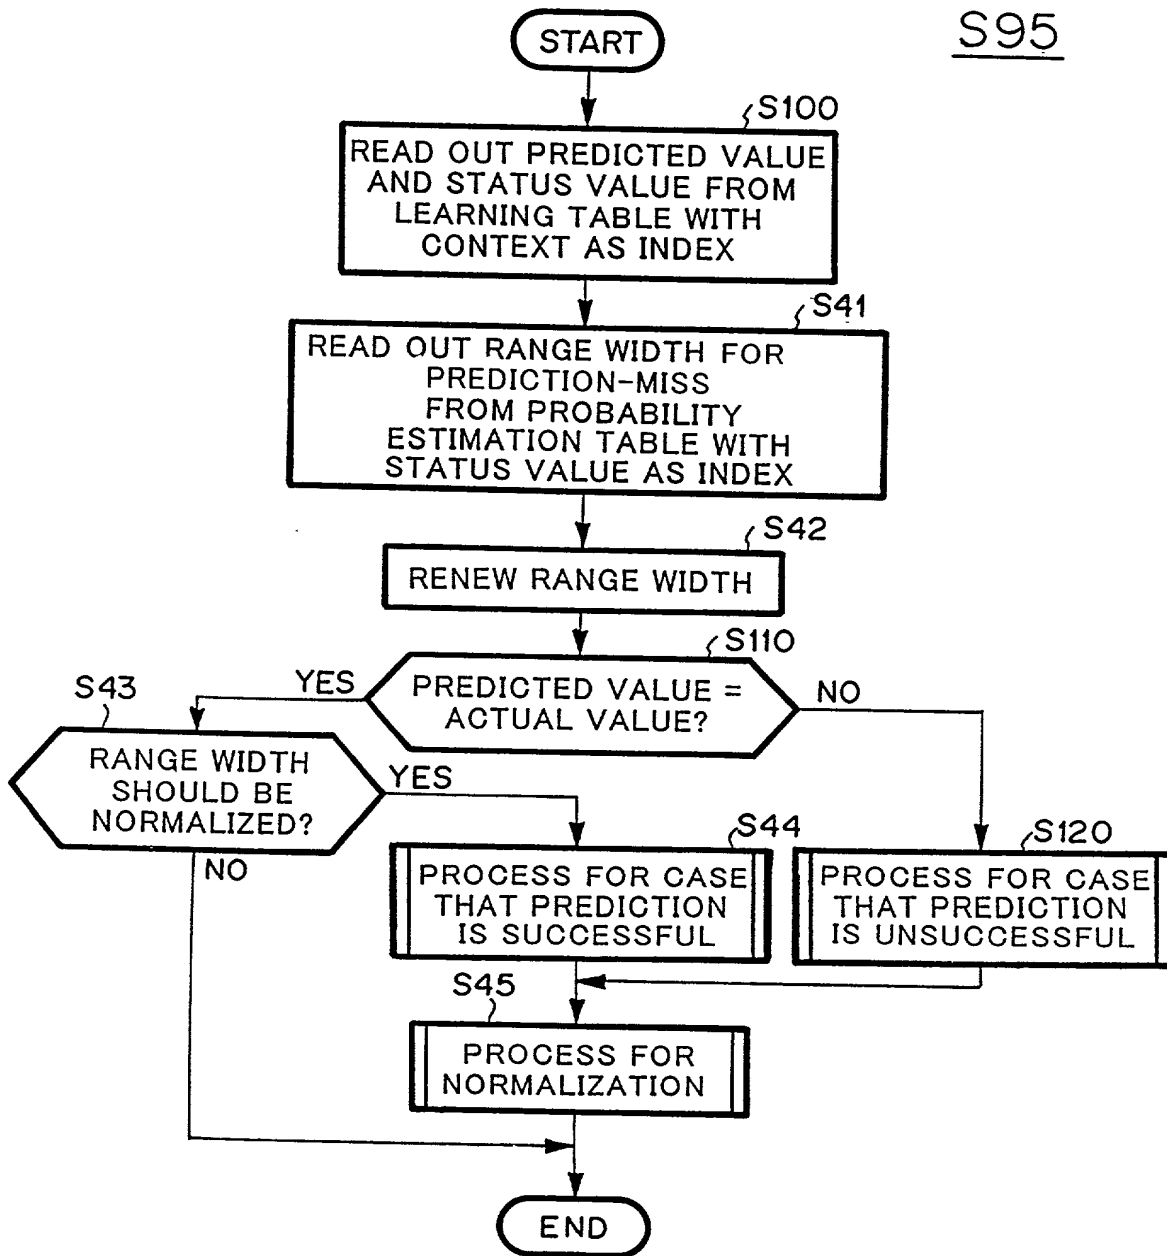 S95
START
S100
READ OUT PREDICTED VALUE
AND STATUS VALUE FROM
LEARNING TABLE WITH
CONTEXT AS INDEX
S41
READ OUT RANGE WIDTH FOR
PREDICTION-MISS
FROM PROBABILITY
ESTIMATION TABLE WITH
STATUS VALUE AS INDEX
S42
RENEW RANGE WIDTH
S110
PREDICTED VALUE =
ACTUAL VALUE?
YES
NO
S43
RANGE WIDTH
SHOULD BE
NORMALIZED?
YES
NO
S44
PROCESS FOR CASE
THAT PREDICTION
IS SUCCESSFUL
S120
PROCESS FOR CASE
THAT PREDICTION
IS UNSUCCESSFUL
S45
PROCESS FOR
NORMALIZATION
END